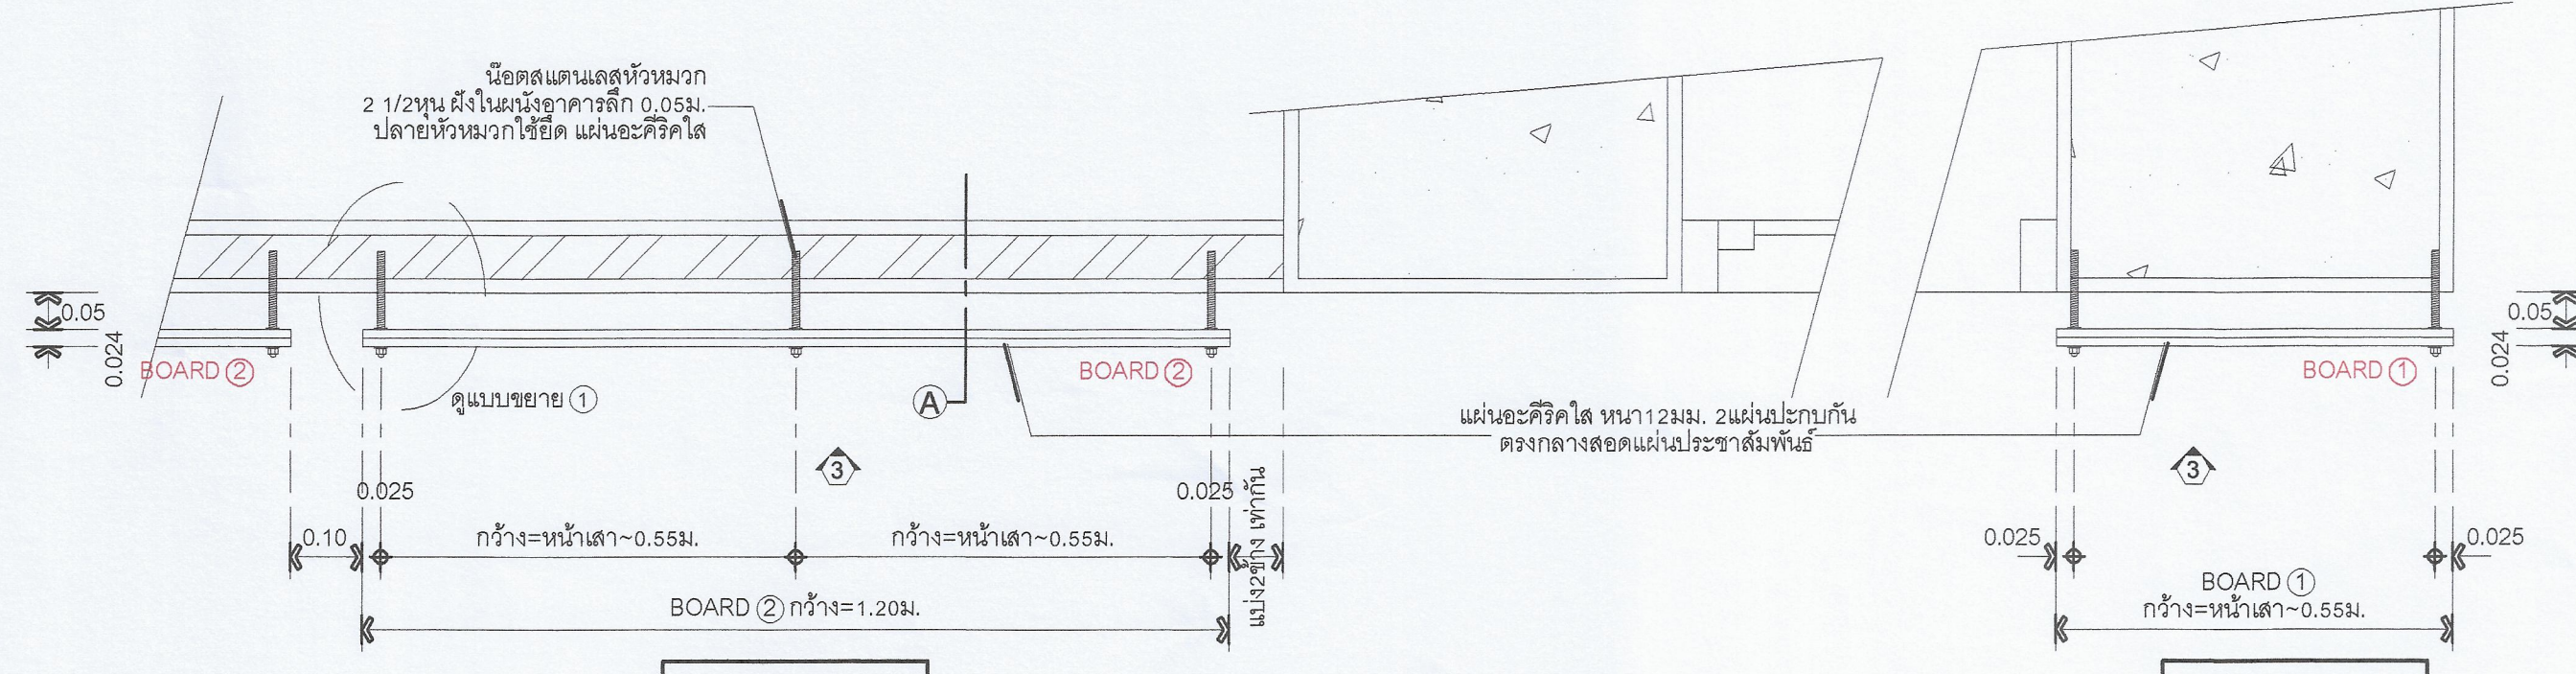 น๊อตสแตนเลสหัวหมวก
2 1/2หุน ฝังในผนังอาคารลึก 0.05ม.
ปลายหัวหมวกใช้ยึด แผ่นอะคีริคใส
0.05
0.024
BOARD 2
ดูแบบขยาย 1
A
BOARD 2
แผ่นอะคีริคใส หนา12มม. 2แผ่นปะกบกัน
ตรงกลางสอดแผ่นประชาสัมพันธ์
BOARD 1
0.05
0.024
3
3
0.025
0.025
แบ่ง2ข้าง เท่ากัน
0.10
กว้าง=หน้าเสา~0.55ม.
กว้าง=หน้าเสา~0.55ม.
BOARD 2 กว้าง=1.20ม.
0.025
0.025
BOARD 1
กว้าง=หน้าเสา~0.55ม.